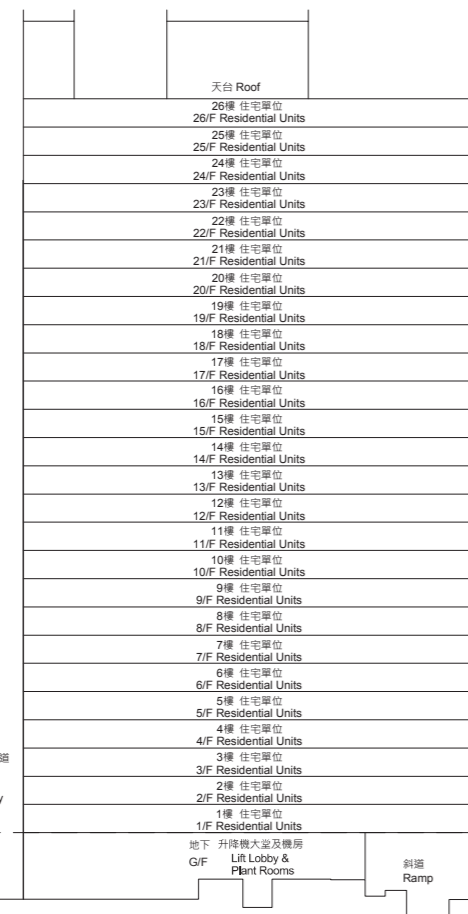 天台 Roof
26樓 住宅單位
26/F Residential Units
25樓 住宅單位
25/F Residential Units
24樓 住宅單位
24/F Residential Units
23樓 住宅單位
23/F Residential Units
22樓 住宅單位
22/F Residential Units
21樓 住宅單位
21/F Residential Units
20樓 住宅單位
20/F Residential Units
19樓 住宅單位
19/F Residential Units
18樓 住宅單位
18/F Residential Units
17樓 住宅單位
17/F Residential Units
16樓 住宅單位
16/F Residential Units
15樓 住宅單位
15/F Residential Units
14樓 住宅單位
14/F Residential Units
13樓 住宅單位
13/F Residential Units
12樓 住宅單位
12/F Residential Units
11樓 住宅單位
11/F Residential Units
10樓 住宅單位
10/F Residential Units
9樓 住宅單位
9/F Residential Units
8樓 住宅單位
8/F Residential Units
7樓 住宅單位
7/F Residential Units
6樓 住宅單位
6/F Residential Units
5樓 住宅單位
5/F Residential Units
4樓 住宅單位
4/F Residential Units
道
3樓 住宅單位
3/F Residential Units
2樓 住宅單位
2/F Residential Units
y
1樓 住宅單位
1/F Residential Units
地下 升降機大堂及機房
G/F Lift Lobby &
Plant Rooms
斜道
Ramp